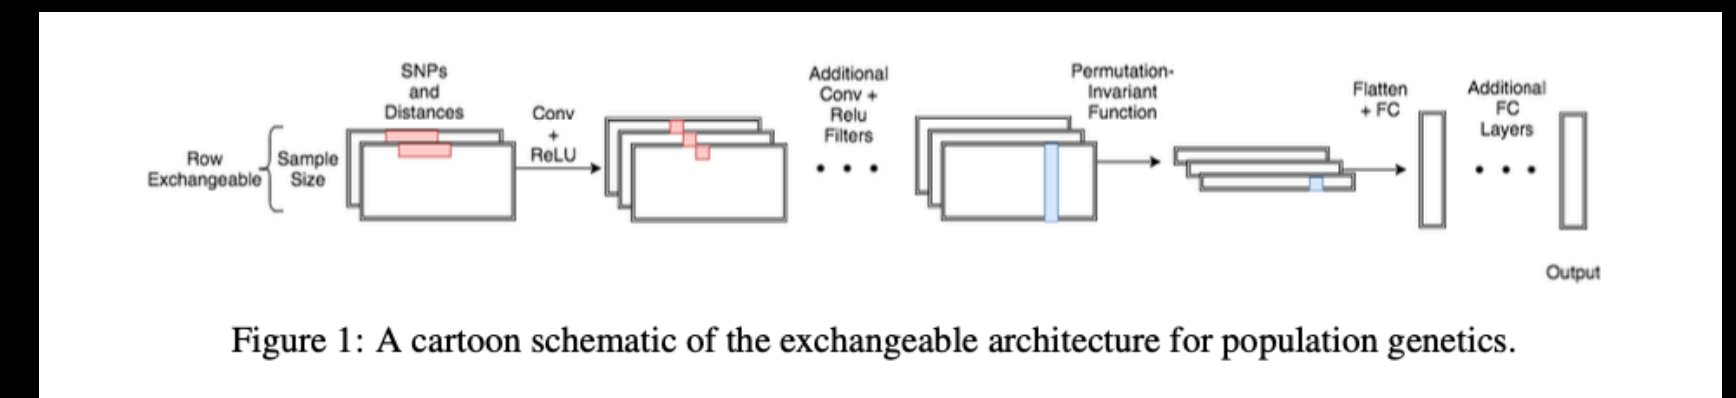 Row
Exchangeable
Sample
Size
SNPs
and
Distances
Conv
+
ReLU
Additional
Conv +
Relu
Filters
Permutation-
Invariant
Function
Flatten
+ FC
Additional
FC
Layers
Output
Figure 1: A cartoon schematic of the exchangeable architecture for population genetics.